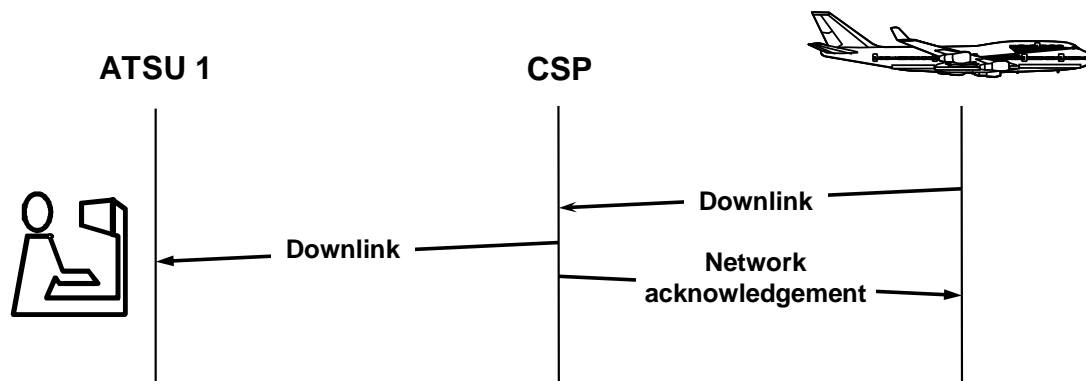 ATSU 1
CSP
Downlink
Downlink
Network
acknowledgement